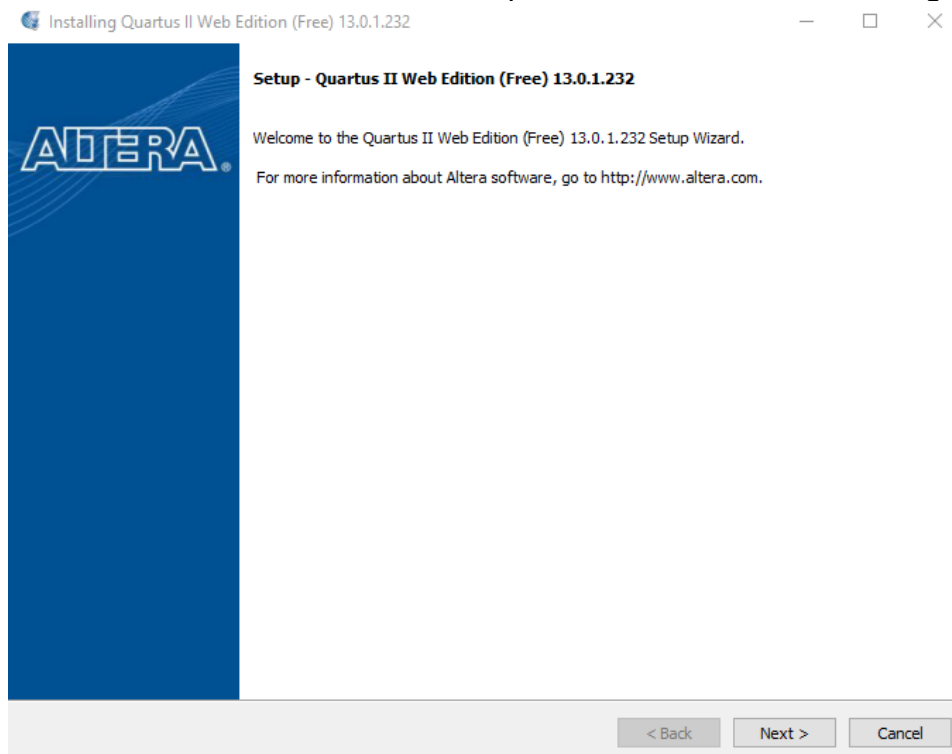 Installing Quartus II Web Edition (Free) 13.0.1.232
Setup - Quartus II Web Edition (Free) 13.0.1.232
ALTERA®
Welcome to the Quartus II Web Edition (Free) 13.0.1.232 Setup Wizard.
For more information about Altera software, go to http://www.altera.com.
< Back
Next >
Cancel